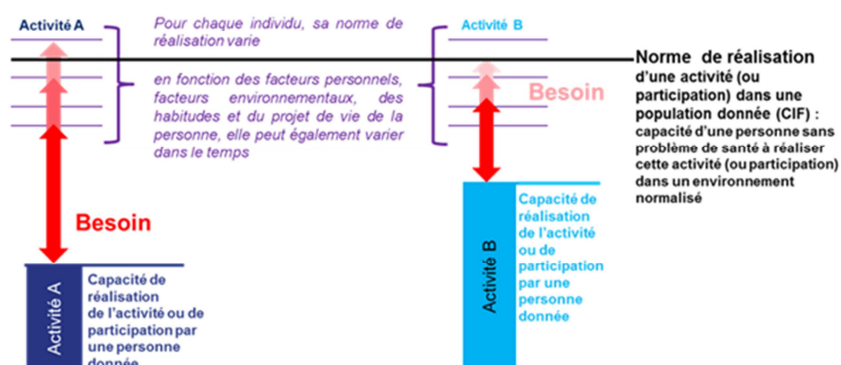 Activité A
Pour chaque individu, sa norme de
réalisation varie
en fonction des facteurs personnels,
facteurs environnementaux, des
habitudes et du projet de vie de la
personne, elle peut également varier
dans le temps
Activité B
Norme de réalisation
d'une activité (ou
participation) dans une
population donnée (CIF) :
capacité d'une personne sans
problème de santé à réaliser
cette activité (ou participation)
dans un environnement
normalisé
Besoin
Besoin
Activité A
Capacité de
réalisation
de l'activité ou de
participation par
une personne
donnée
Activité B
Capacité de
réalisation
de l'activité
ou de
participation
par une
personne
donnée